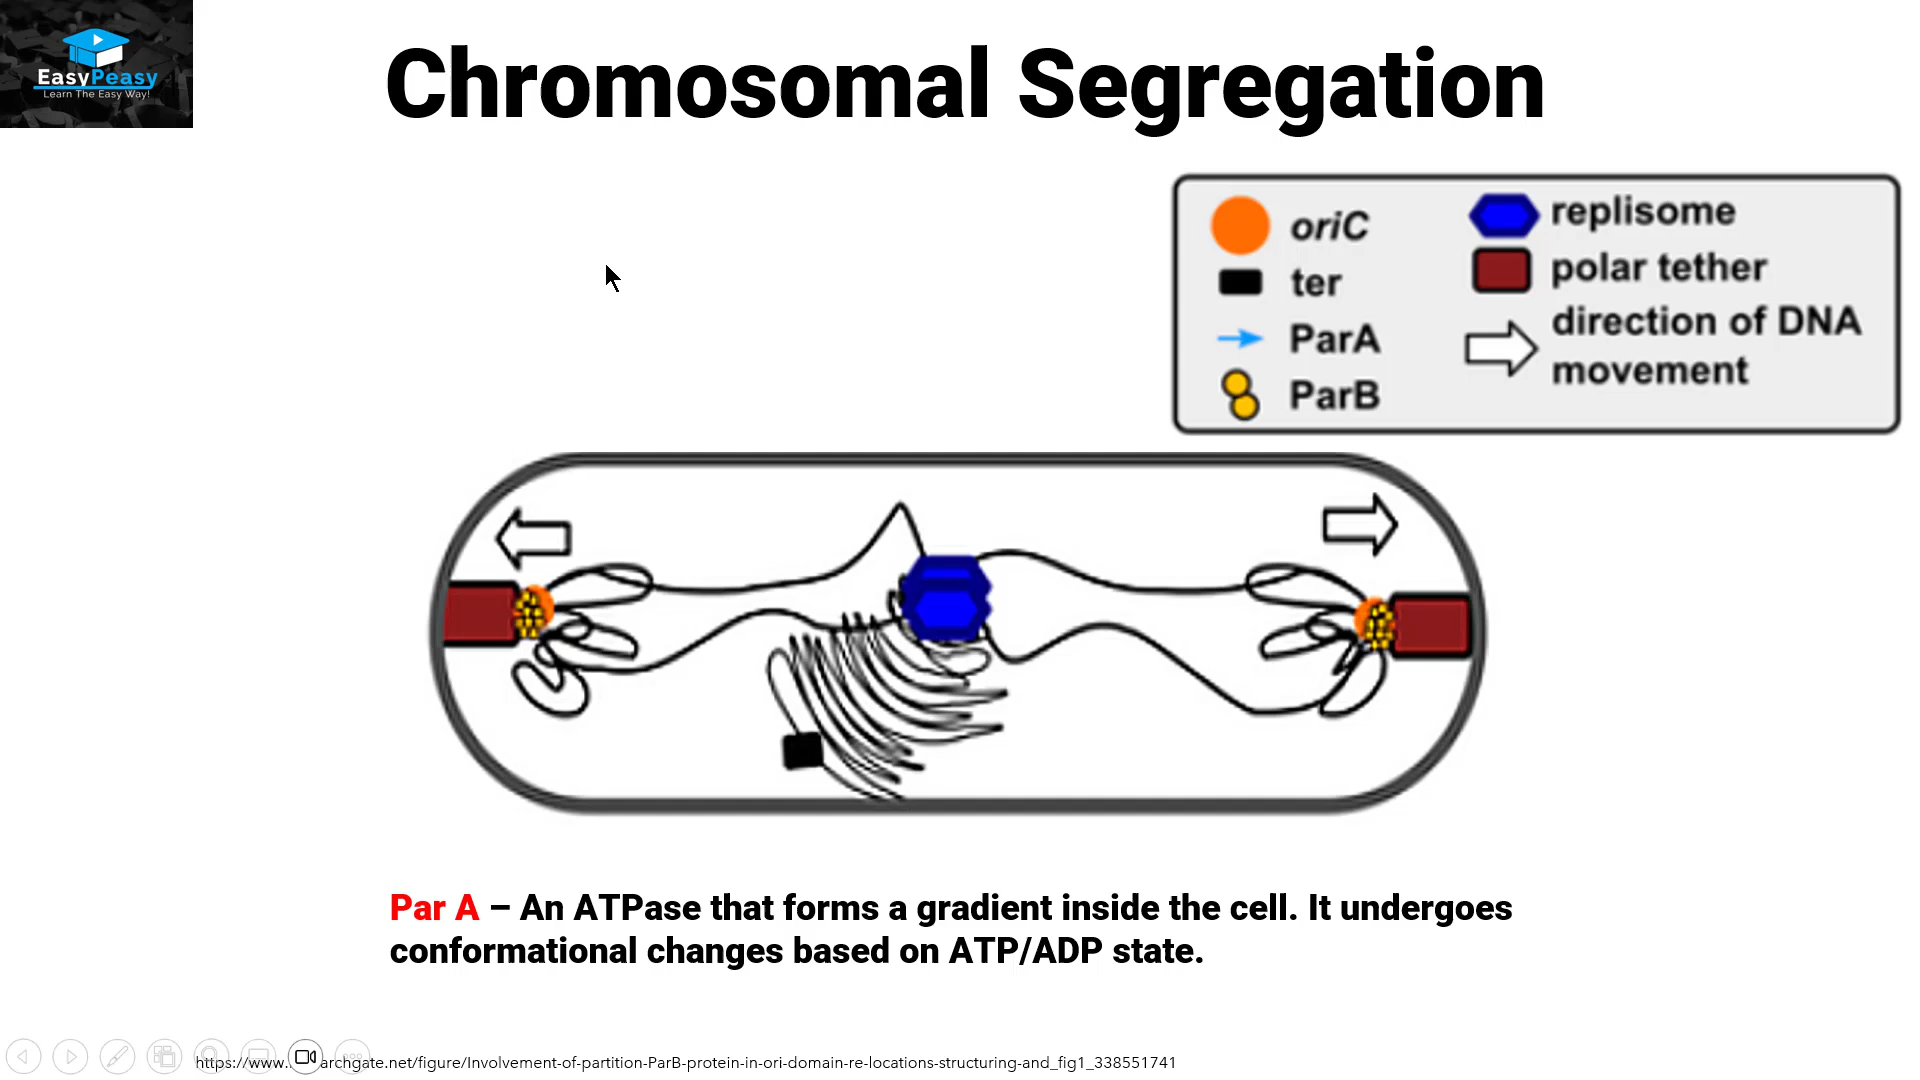 EasyPeasy
Learn The Easy Way!
Chromosomal Segregation
oriC
ter
ParA
ParB
replisome
polar tether
direction of DNA
movement
Par A – An ATPase that forms a gradient inside the cell. It undergoes
conformational changes based on ATP/ADP state.
https://www. archgate.net/figure/Involvement-of-partition-ParB-protein-in-ori-domain-re-locations-structuring-and_fig1_338551741